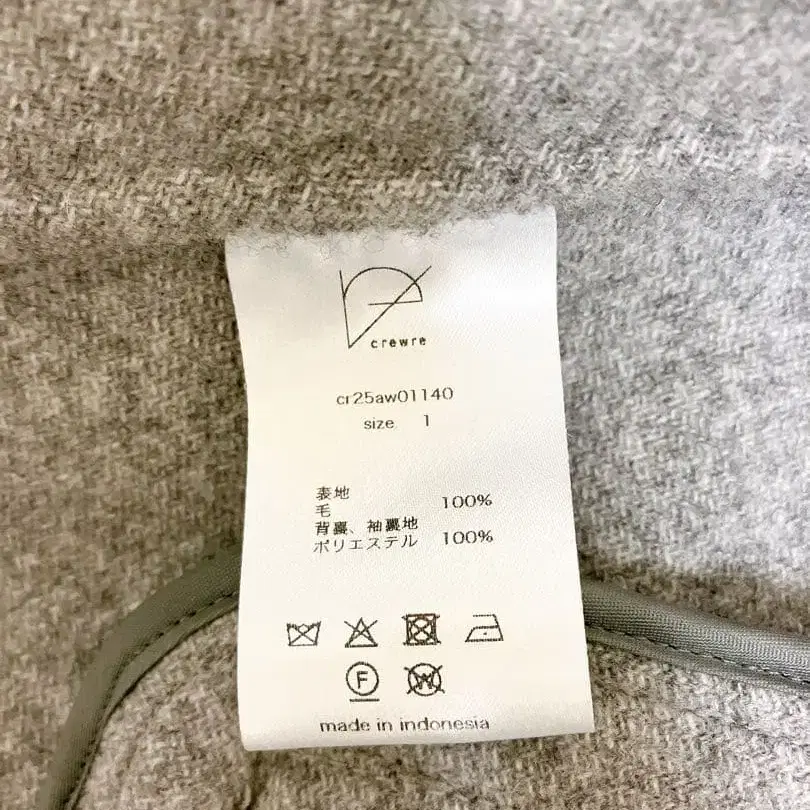 crewre
cr25aw01140
size 1
表地
毛 100%
背裏、袖裏地
ポリエステル 100%
F
W
made in indonesia